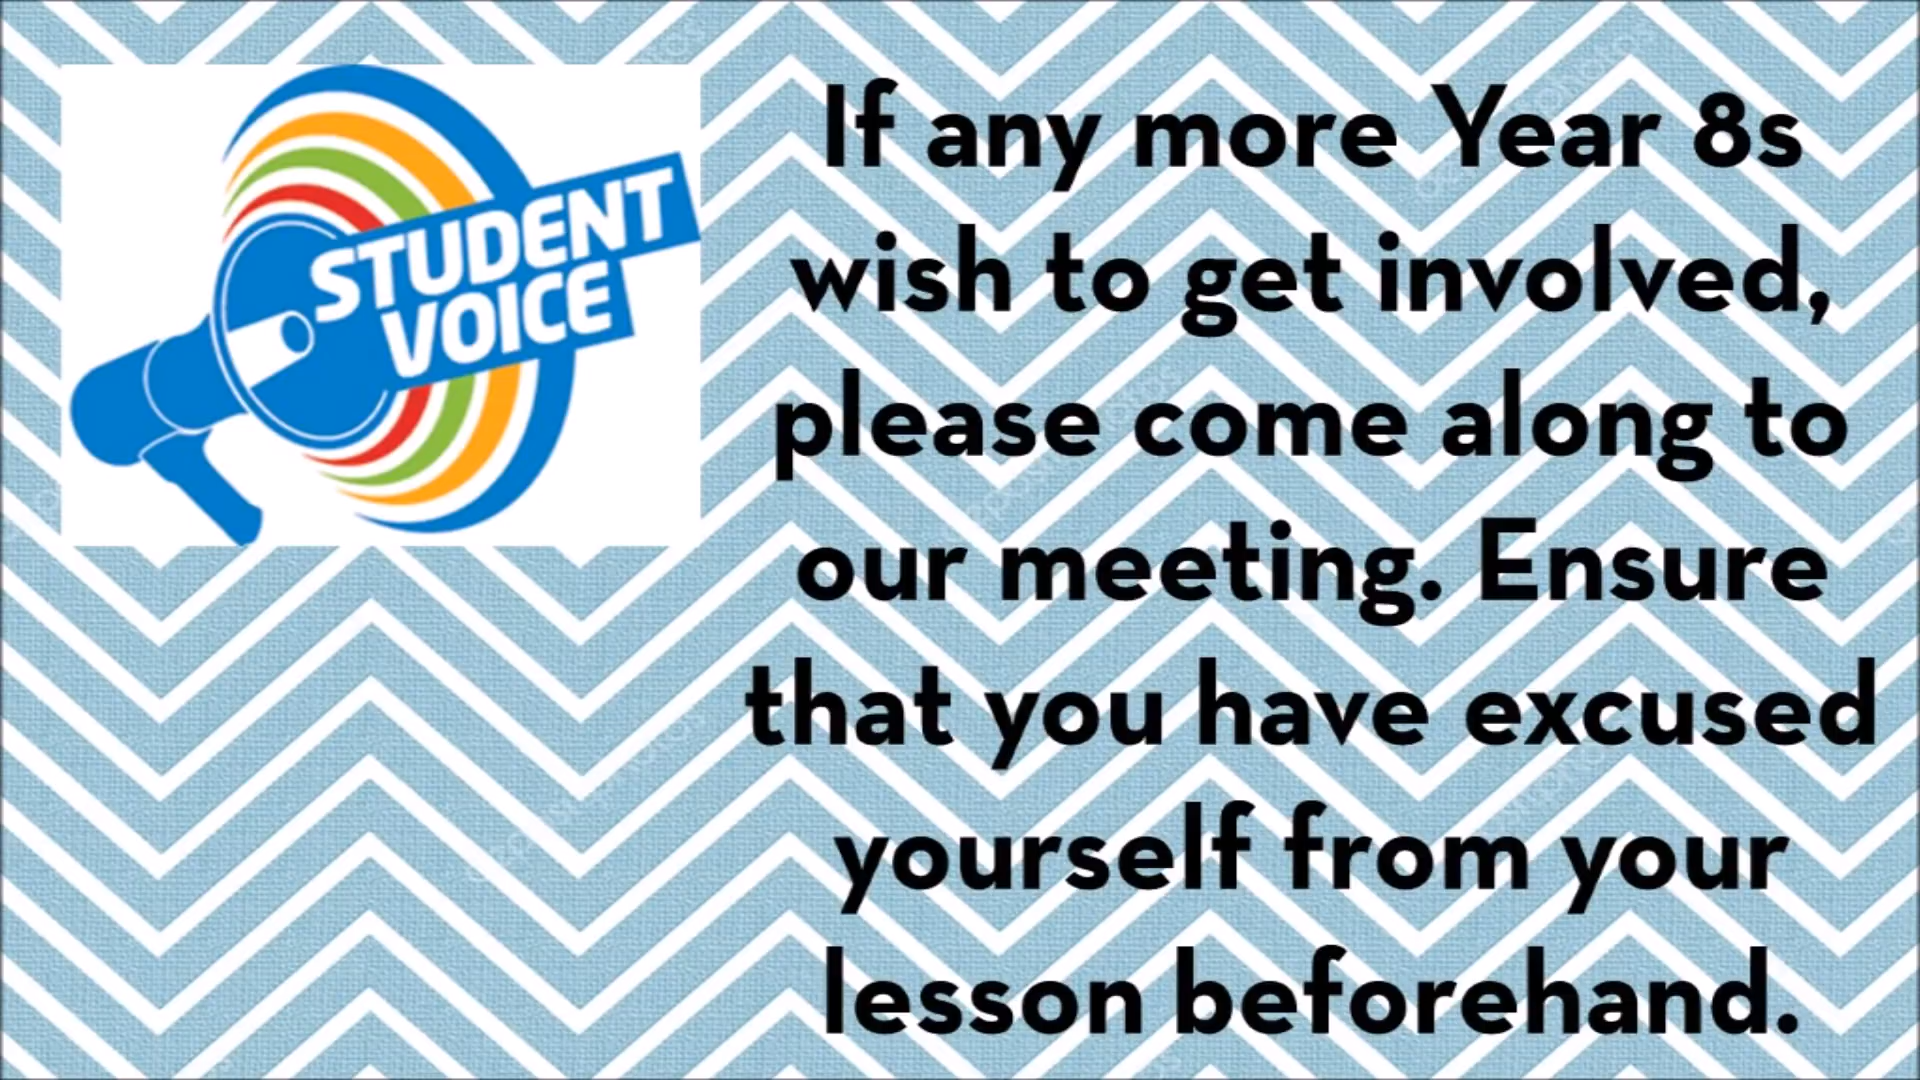 STUDENT
VOICE
If any more Year 8s
wish to get involved,
please come along to
our meeting. Ensure
that you have excused
yourself from your
lesson beforehand.